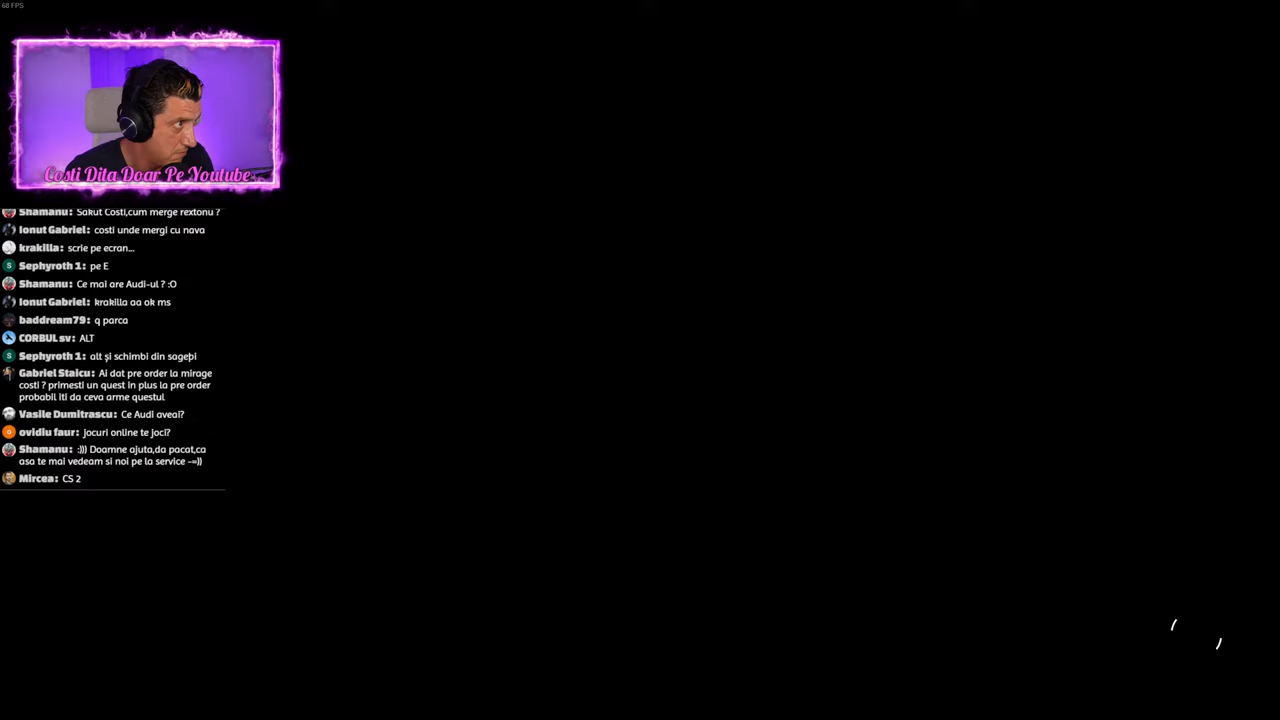 68 FPS
Costi Dita Doar Pe Youtube
Shamanu: Sakut Costi,cum merge rextonu ?
Ionut Gabriel: costi unde mergi cu nava
krakilla: scrie pe ecran...
S Sephyroth 1: pe E
Shamanu: Ce mai are Audi-ul ? :O
Ionut Gabriel: krakilla aa ok ms
baddream79: q parca
CORBUL sv: ALT
S Sephyroth 1: alt și schimbi din sageþi
Gabriel Staicu: Ai dat pre order la mirage
costi ? primesti un quest in plus la pre order
probabil iti da ceva arme questul
Vasile Dumitrascu: Ce Audi aveai?
o ovidiu faur: jocuri online te joci?
Shamanu: :))) Doamne ajuta,da pacat,ca
asa te mai vedeam si noi pe la service -=))
Mircea: CS 2